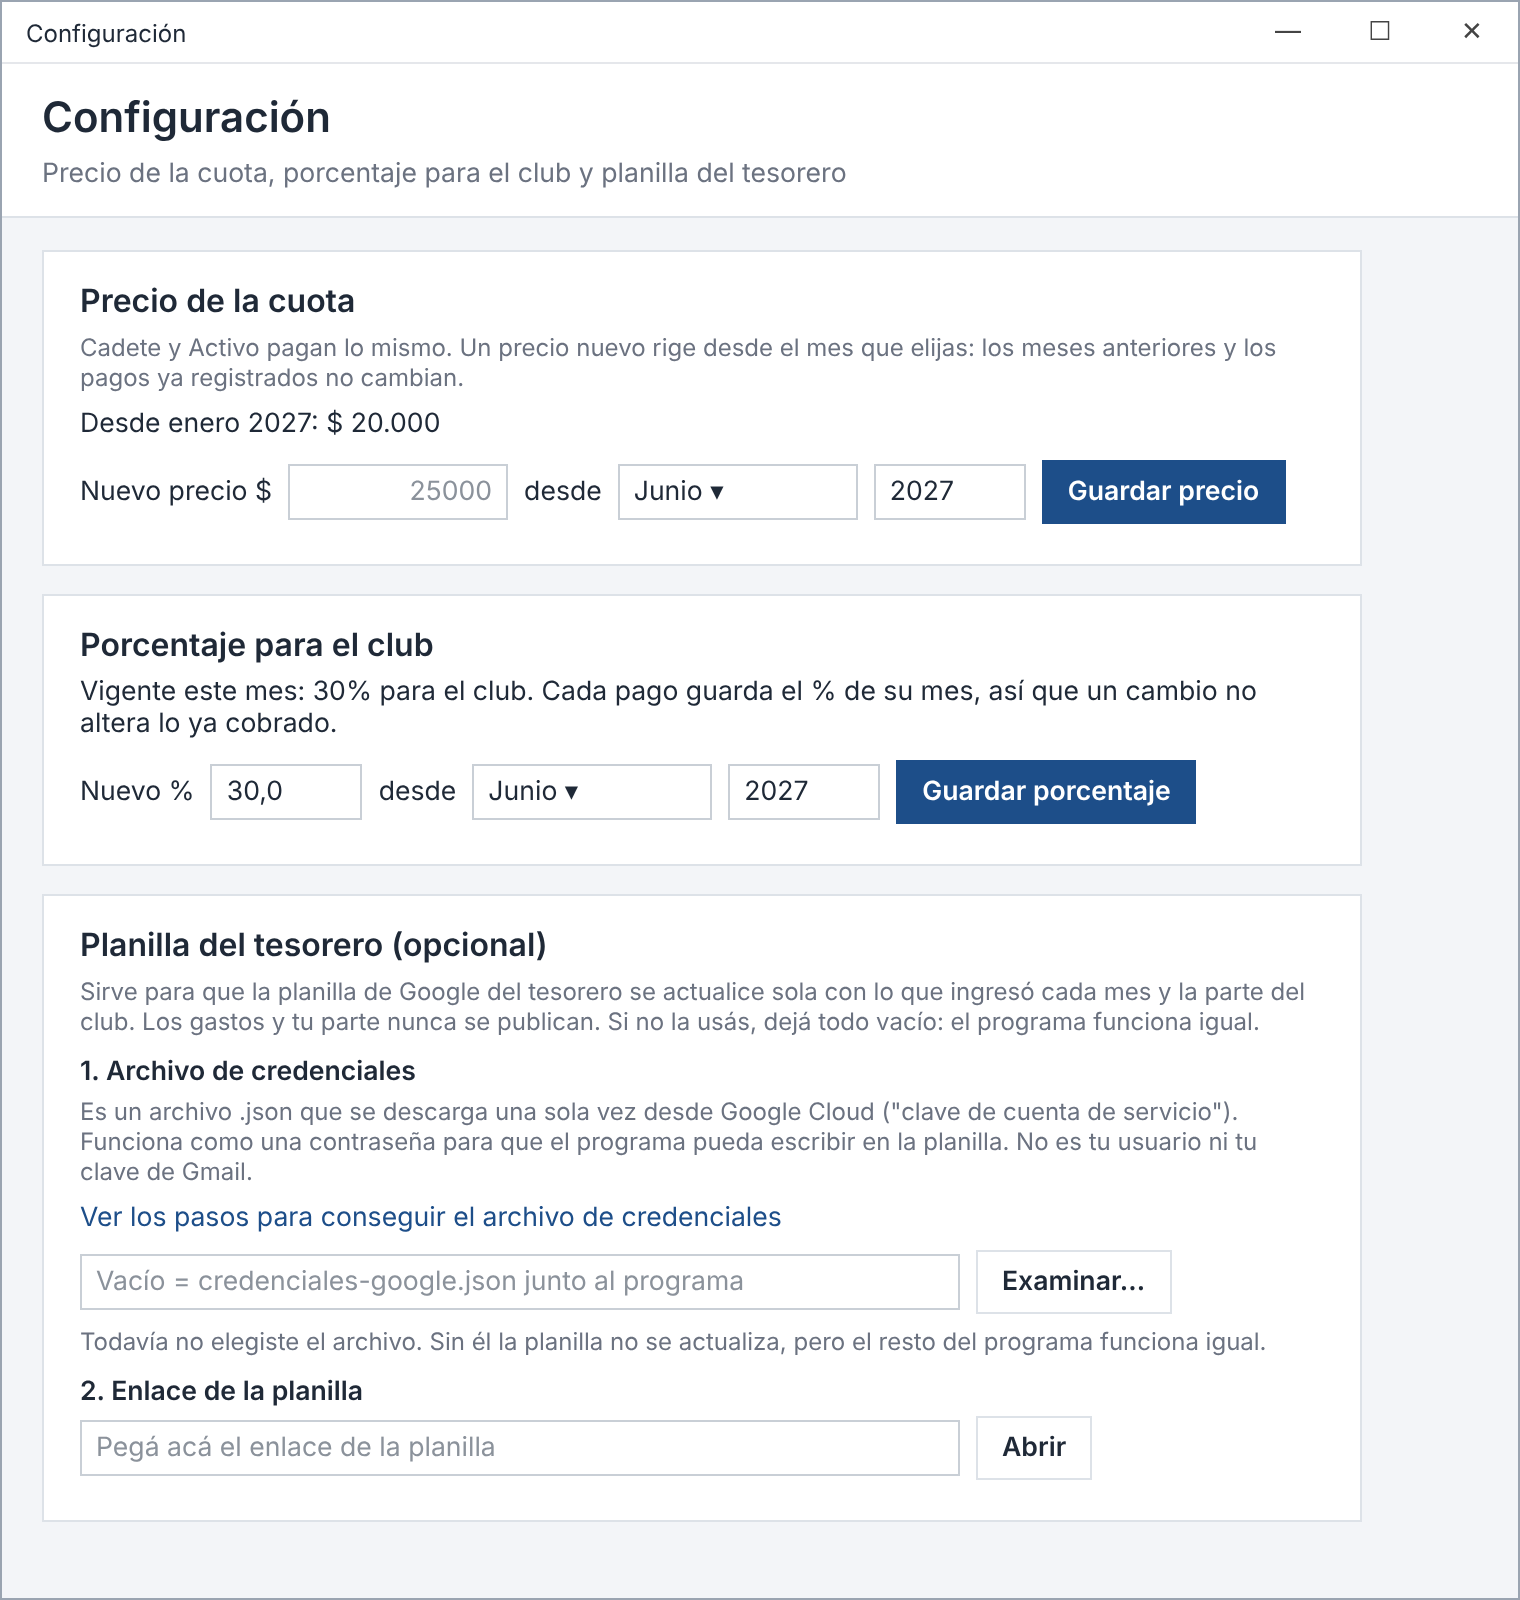 Configuración
Configuración
Precio de la cuota, porcentaje para el club y planilla del tesorero
Precio de la cuota
Cadete y Activo pagan lo mismo. Un precio nuevo rige desde el mes que elijas: los meses anteriores y los
pagos ya registrados no cambian.
Desde enero 2027: $ 20.000
Nuevo precio $ 25000 desde Junio ▾ 2027 Guardar precio
Porcentaje para el club
Vigente este mes: 30% para el club. Cada pago guarda el % de su mes, así que un cambio no
altera lo ya cobrado.
Nuevo % 30,0 desde Junio ▾ 2027 Guardar porcentaje
Planilla del tesorero (opcional)
Sirve para que la planilla de Google del tesorero se actualice sola con lo que ingresó cada mes y la parte del
club. Los gastos y tu parte nunca se publican. Si no la usás, dejá todo vacío: el programa funciona igual.
1. Archivo de credenciales
Es un archivo .json que se descarga una sola vez desde Google Cloud ("clave de cuenta de servicio").
Funciona como una contraseña para que el programa pueda escribir en la planilla. No es tu usuario ni tu
clave de Gmail.
Ver los pasos para conseguir el archivo de credenciales
Vacío = credenciales-google.json junto al programa Examinar...
Todavía no elegiste el archivo. Sin él la planilla no se actualiza, pero el resto del programa funciona igual.
2. Enlace de la planilla
Pegá acá el enlace de la planilla Abrir